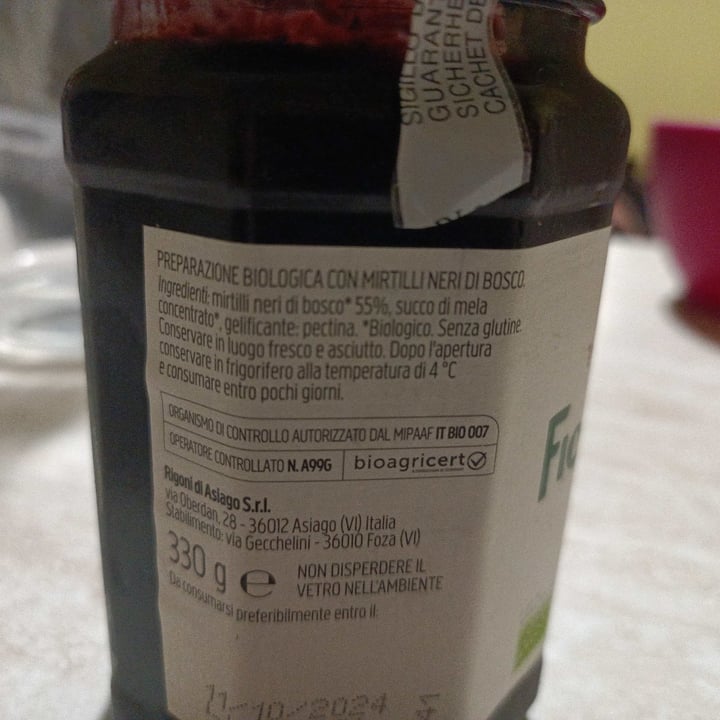 SIGILLO
GUARAN
SICHERHE
CACHET DE
PREPARAZIONE BIOLOGICA CON MIRTILLI NERI DI BOSCO.
Ingredienti: mirtilli neri di bosco* 55%, succo di mela
concentrato*, gelificante: pectina. *Biologico. Senza glutine.
Conservare in luogo fresco e asciutto. Dopo l'apertura
conservare in frigorifero alla temperatura di 4 °C
e consumare entro pochi giorni.
ORGANISMO DI CONTROLLO AUTORIZZATO DAL MIPAAF IT BIO 007
OPERATORE CONTROLLATO N. A99G
bioagricert
Rigoni di Asiago S.r.l.
via Oberdan, 28 - 36012 Asiago (VI) Italia
Stabilimento: via Gecchelini - 36010 Foza (VI)
330 g e
NON DISPERDERE IL
VETRO NELL'AMBIENTE
Da consumarsi preferibilmente entro il:
11/10/2024
Fio